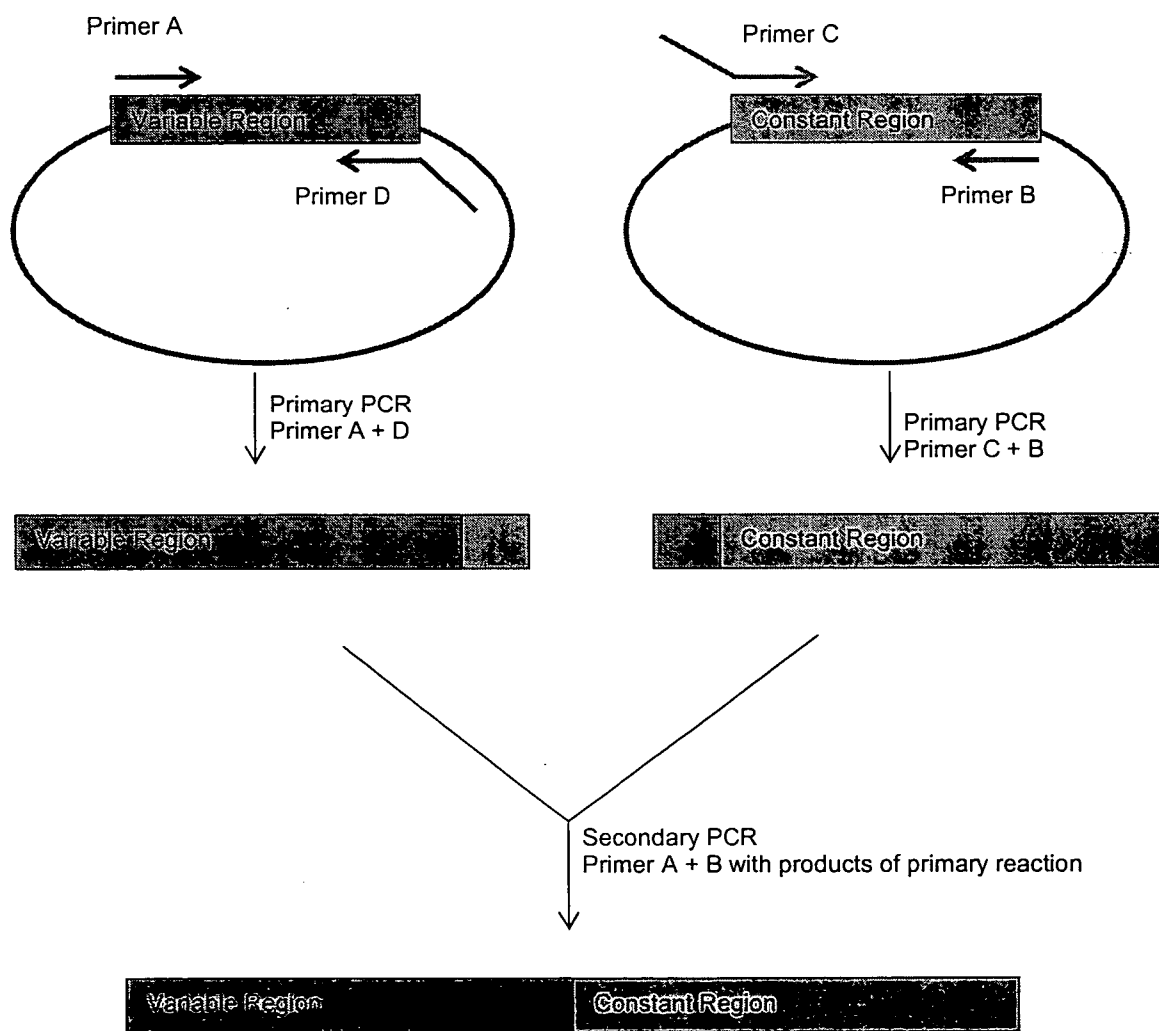 Primer A
Primer C
Variable Region
Constant Region
Primer D
Primer B
Primary PCR
Primer A + D
Primary PCR
Primer C + B
Variable Region
Constant Region
Secondary PCR
Primer A + B with products of primary reaction
Variable Region
Constant Region